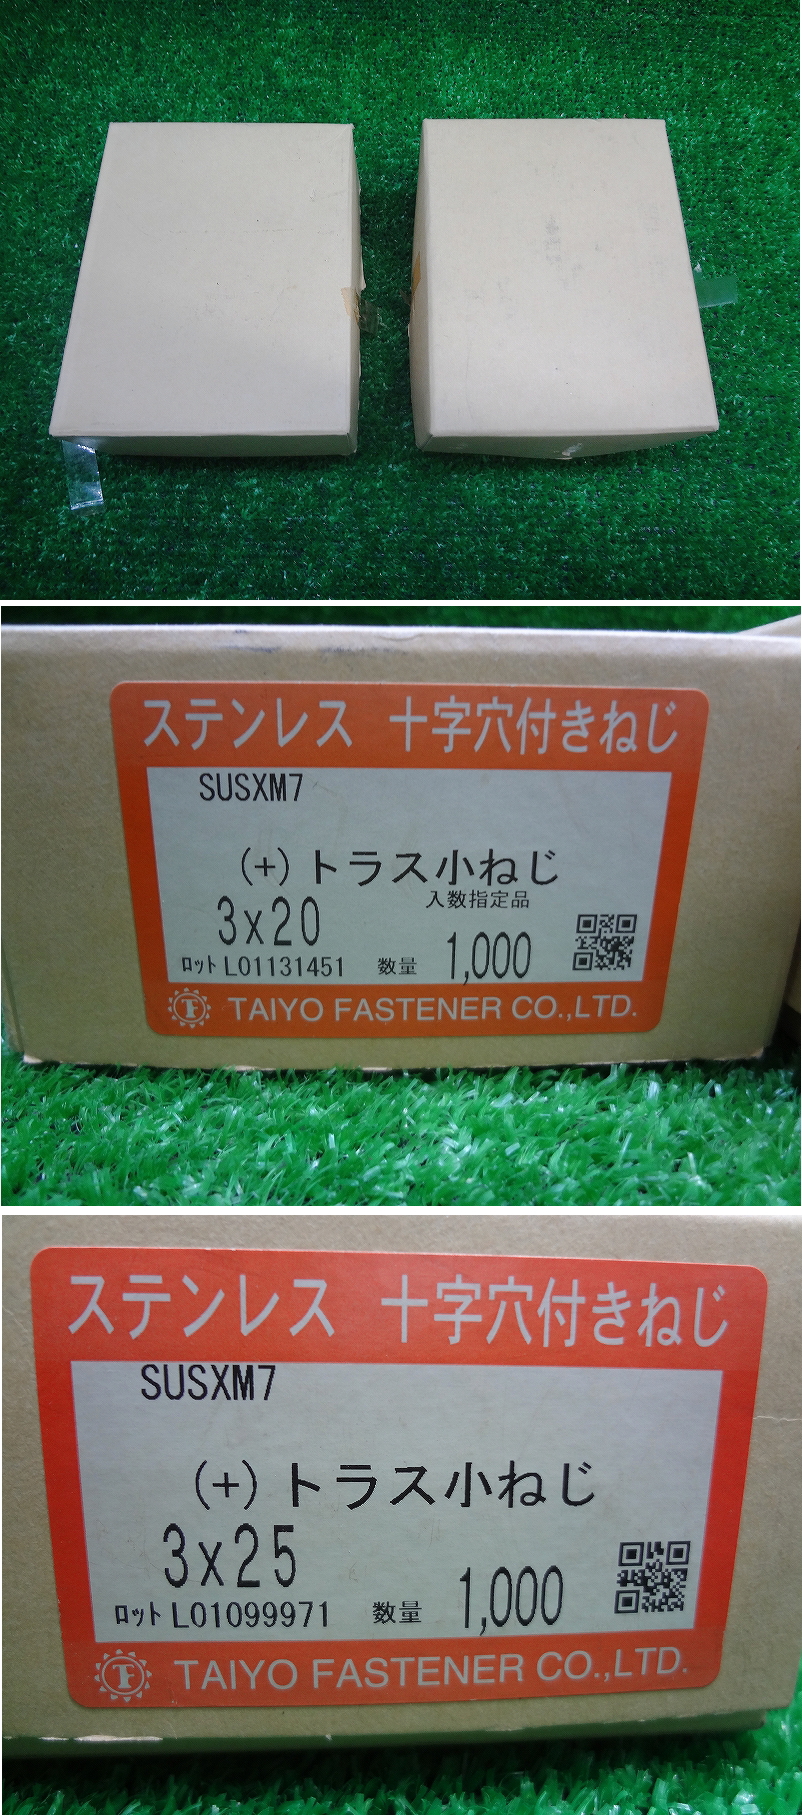 ステンレス 十字穴付きねじ
SUSXM7
(+)トラス小ねじ
入数指定品
3x20
ロット L01131451 数量 1,000
TF TAIYO FASTENER CO.,LTD.
ステンレス 十字穴付きねじ
SUSXM7
(+)トラス小ねじ
3x25
ロット L01099971 数量 1,000
TF TAIYO FASTENER CO.,LTD.